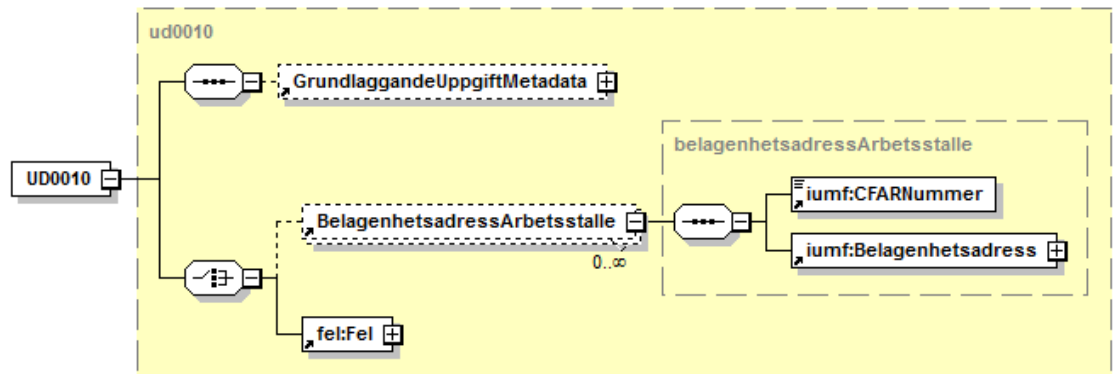 ud0010
GrundlaggandeUppgiftMetadata
belagenhetsadressArbetsstalle
UD0010
iumf:CFARNummer
BelagenhetsadressArbetsstalle
iumf:Belagenhetsadress
0..∞
fel:Fel